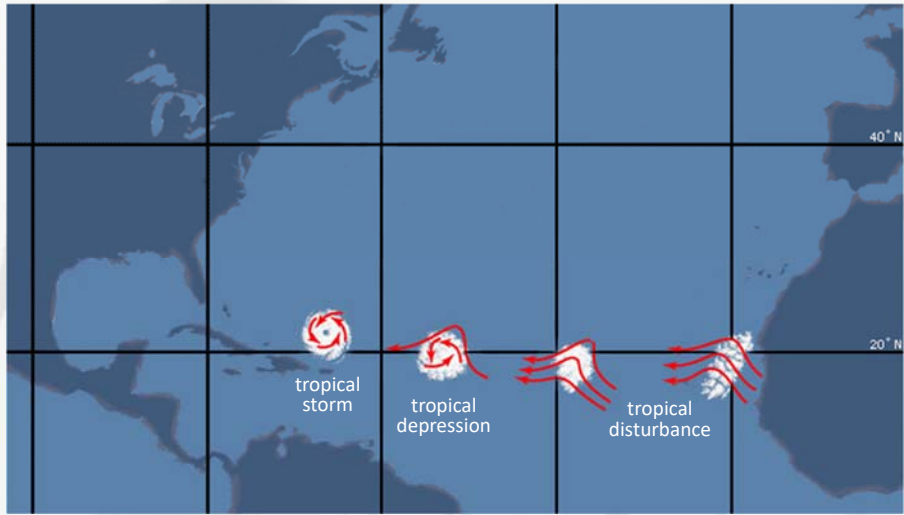 40° N
20° N
tropical
storm
tropical
depression
tropical
disturbance